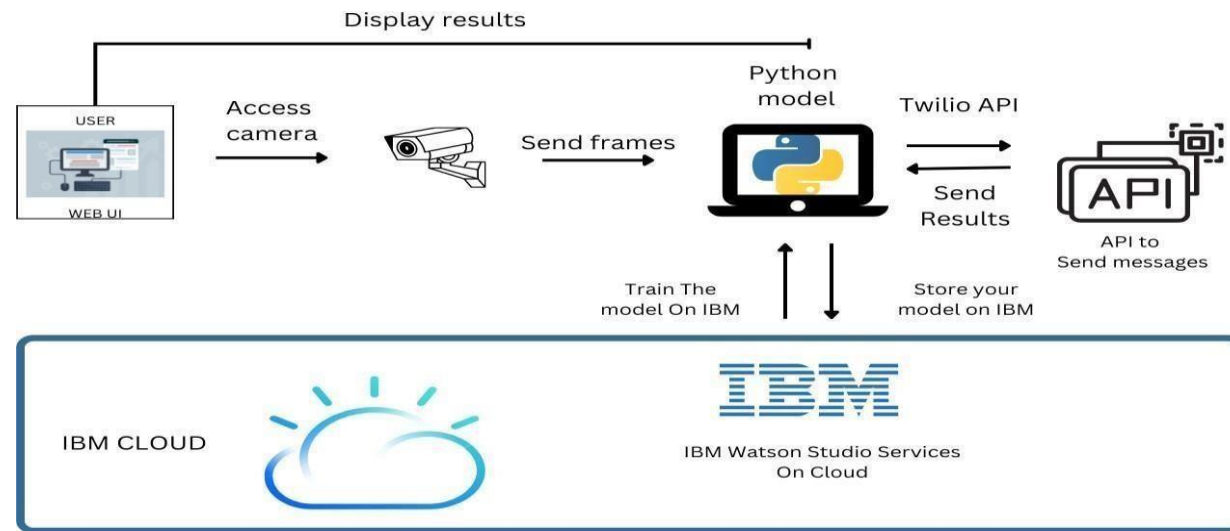 Display results
USER
WEB UI
Access
camera
Send frames
Python
model
Twilio API
Send
Results
API
API to
Send messages
Train The
model On IBM
Store your
model on IBM
IBM CLOUD
IBM
IBM Watson Studio Services
On Cloud